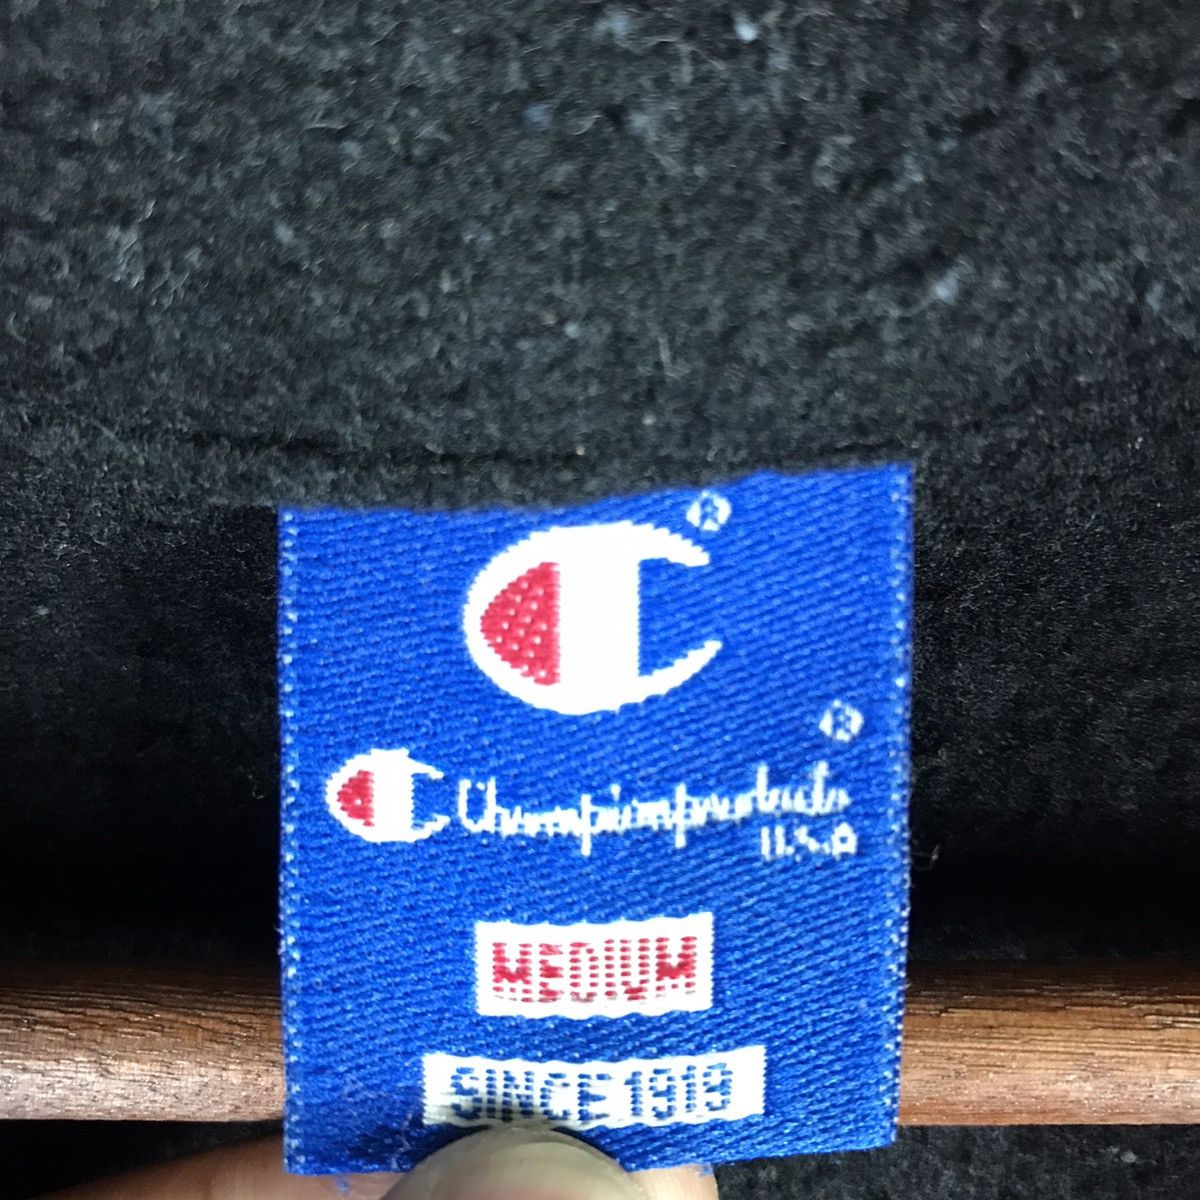 ®
®
Championproducts
U.S.A
MEDIUM
SINCE 1919